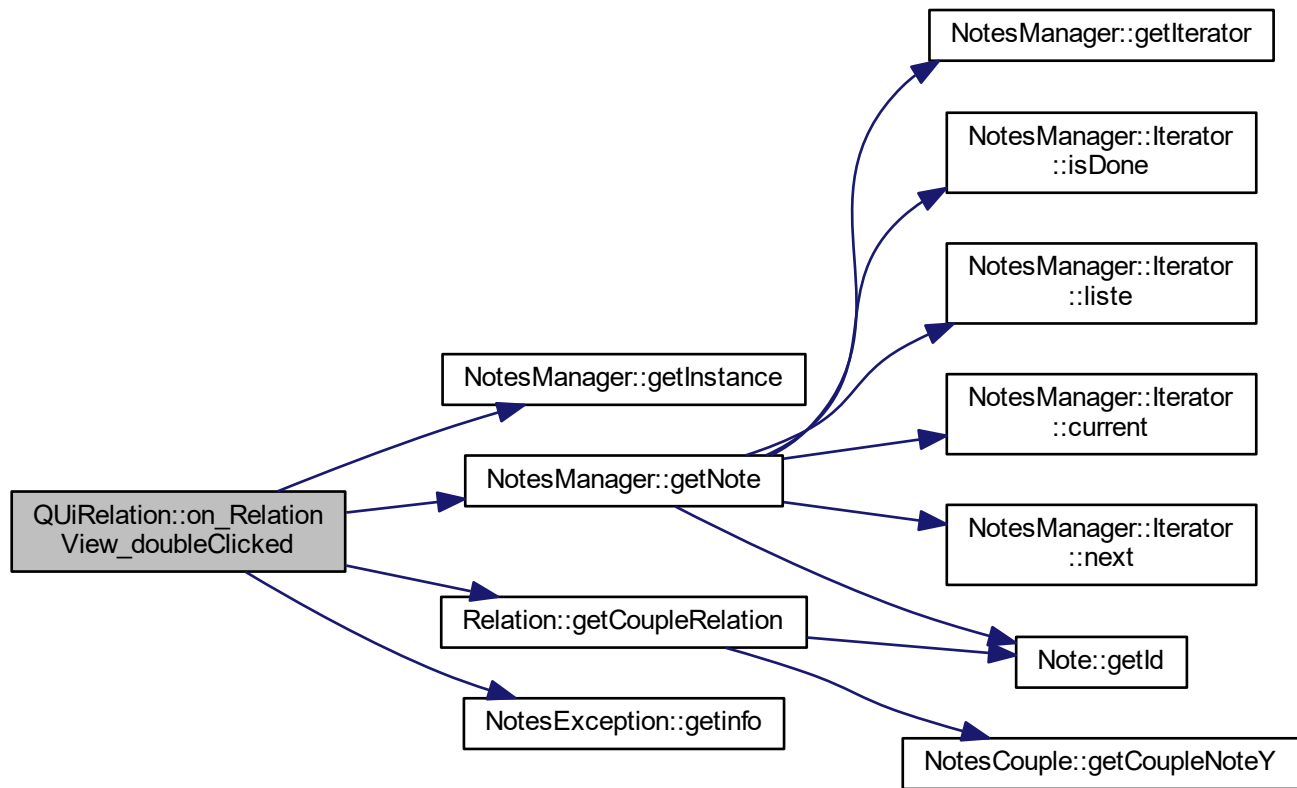 NotesManager::getIterator
NotesManager::Iterator
::isDone
NotesManager::Iterator
::liste
NotesManager::getInstance
NotesManager::Iterator
::current
NotesManager::getNote
QUiRelation::on_Relation
View_doubleClicked
NotesManager::Iterator
::next
Relation::getCoupleRelation
Note::getId
NotesException::getinfo
NotesCouple::getCoupleNoteY